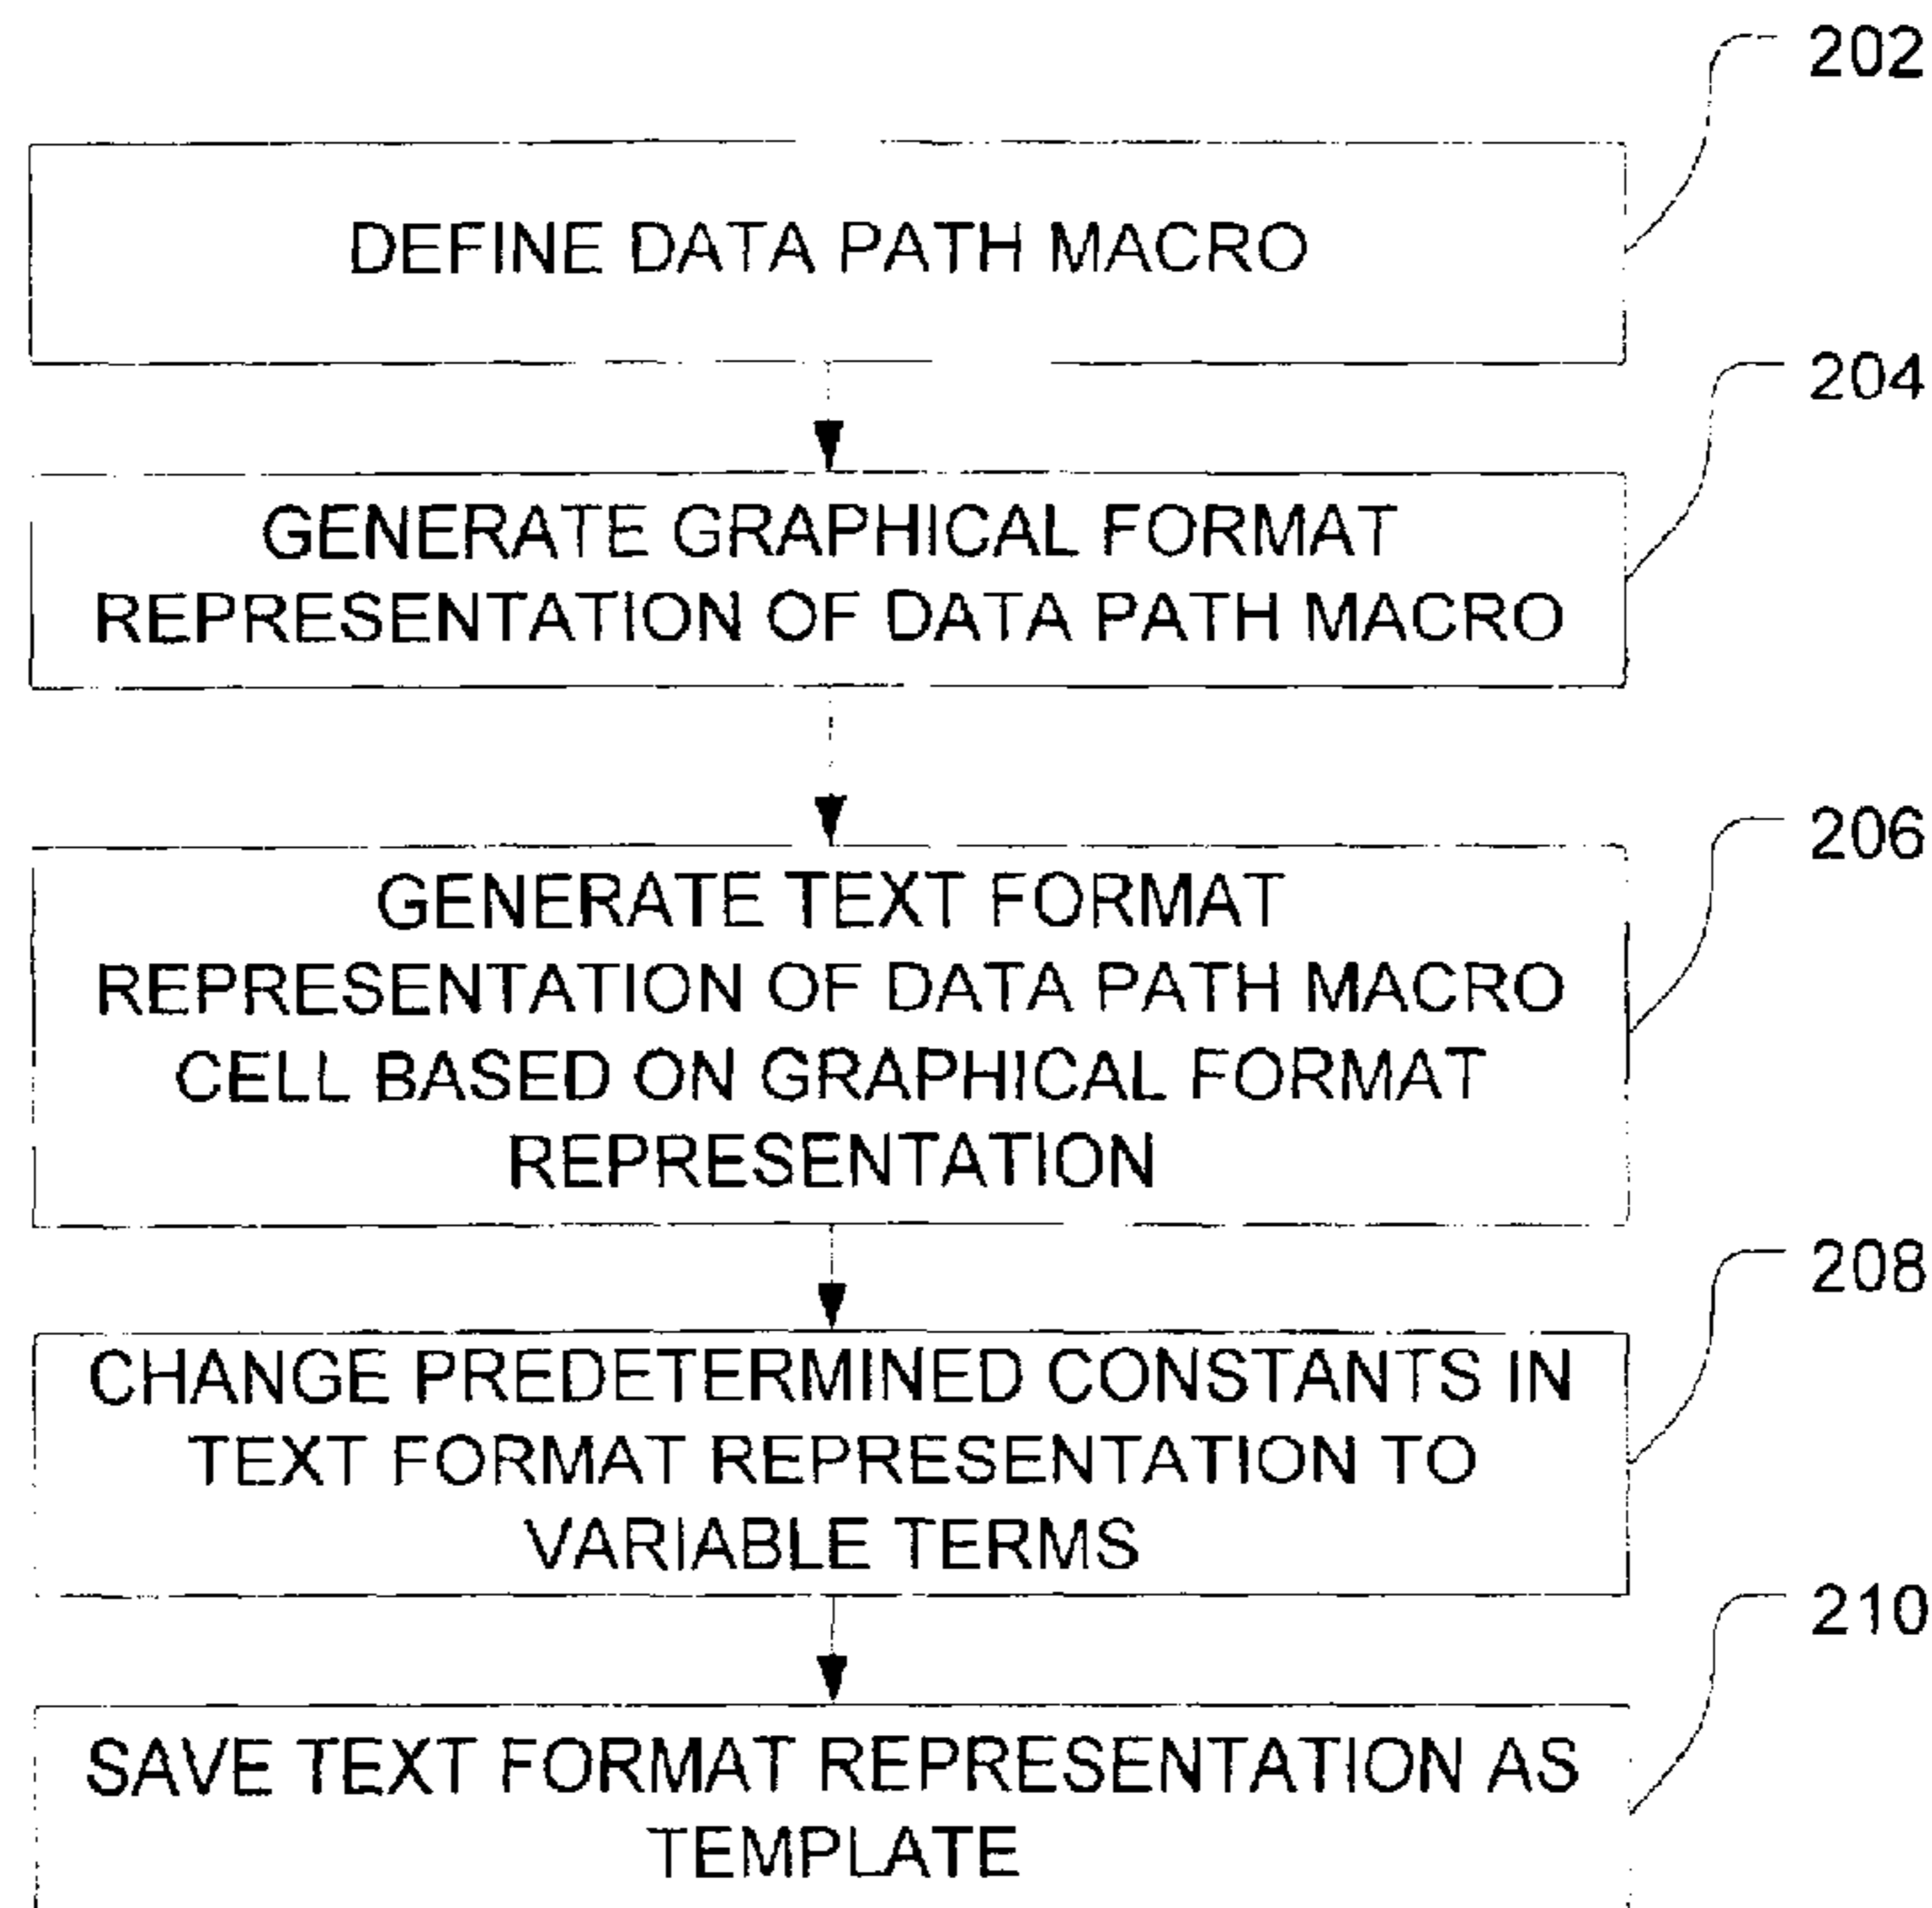 202
DEFINE DATA PATH MACRO
204
GENERATE GRAPHICAL FORMAT
REPRESENTATION OF DATA PATH MACRO
206
GENERATE TEXT FORMAT
REPRESENTATION OF DATA PATH MACRO
CELL BASED ON GRAPHICAL FORMAT
REPRESENTATION
208
CHANGE PREDETERMINED CONSTANTS IN
TEXT FORMAT REPRESENTATION TO
VARIABLE TERMS
210
SAVE TEXT FORMAT REPRESENTATION AS
TEMPLATE